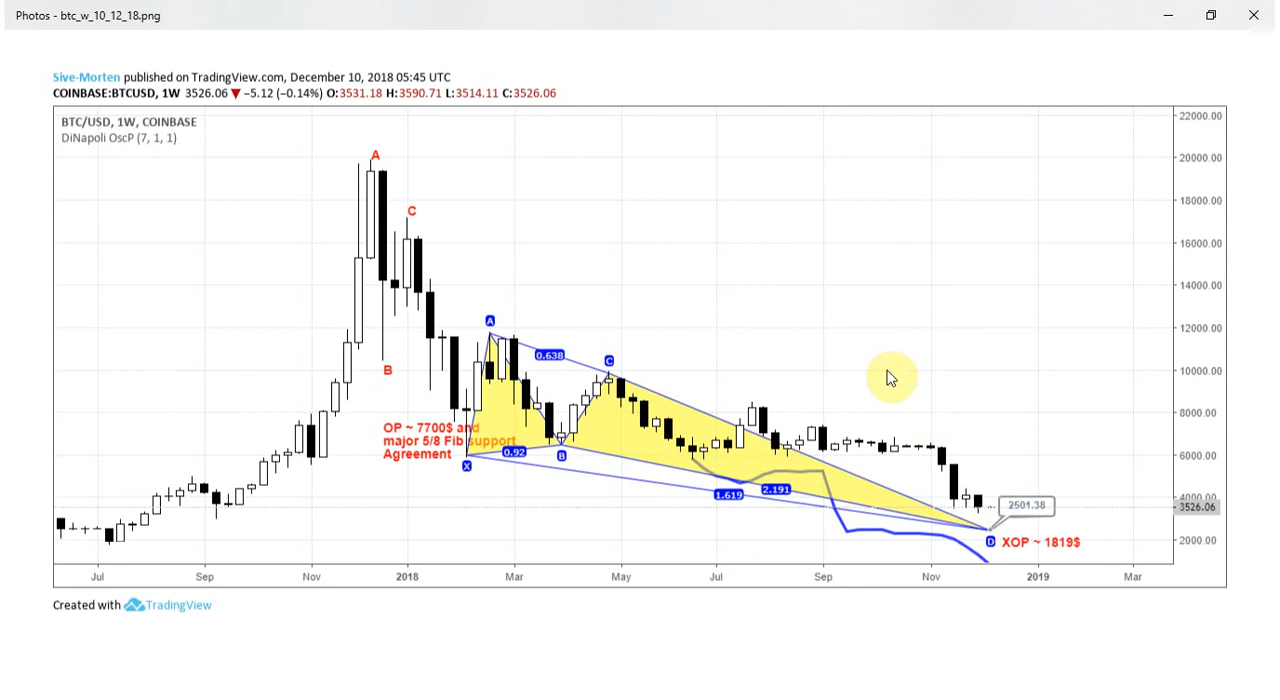 Photos - btc_w_10_12_18.png
Sive-Morten published on TradingView.com, December 10, 2018 05:45 UTC
COINBASE:BTCUSD, 1W 3526.06 ▼ −5.12 (−0.14%) O:3531.18 H:3590.71 L:3514.11 C:3526.06
BTC/USD, 1W, COINBASE
DiNapoli OscP (7, 1, 1)
22000.00
20000.00
18000.00
16000.00
14000.00
12000.00
10000.00
8000.00
6000.00
4000.00
3526.06
2000.00
A
C
B
A
0.638
C
OP ~ 7700$ and
major 5/8 Fib support
Agreement
0.92
B
X
1.619
2.191
2501.38
D XOP ~ 1819$
Jul Sep Nov 2018 Mar May Jul Sep Nov 2019 Mar
Created with TradingView